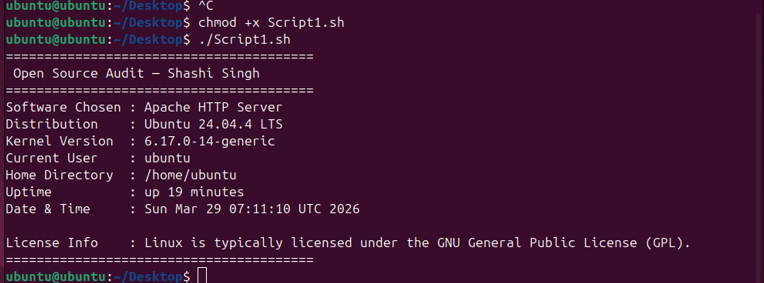 ubuntu@ubuntu:~/Desktop$ ^C
ubuntu@ubuntu:~/Desktop$ chmod +x Script1.sh
ubuntu@ubuntu:~/Desktop$ ./Script1.sh
========================================
 Open Source Audit — Shashi Singh
========================================
Software Chosen : Apache HTTP Server
Distribution    : Ubuntu 24.04.4 LTS
Kernel Version  : 6.17.0-14-generic
Current User    : ubuntu
Home Directory  : /home/ubuntu
Uptime          : up 19 minutes
Date & Time     : Sun Mar 29 07:11:10 UTC 2026

License Info    : Linux is typically licensed under the GNU General Public License (GPL).
========================================
ubuntu@ubuntu:~/Desktop$